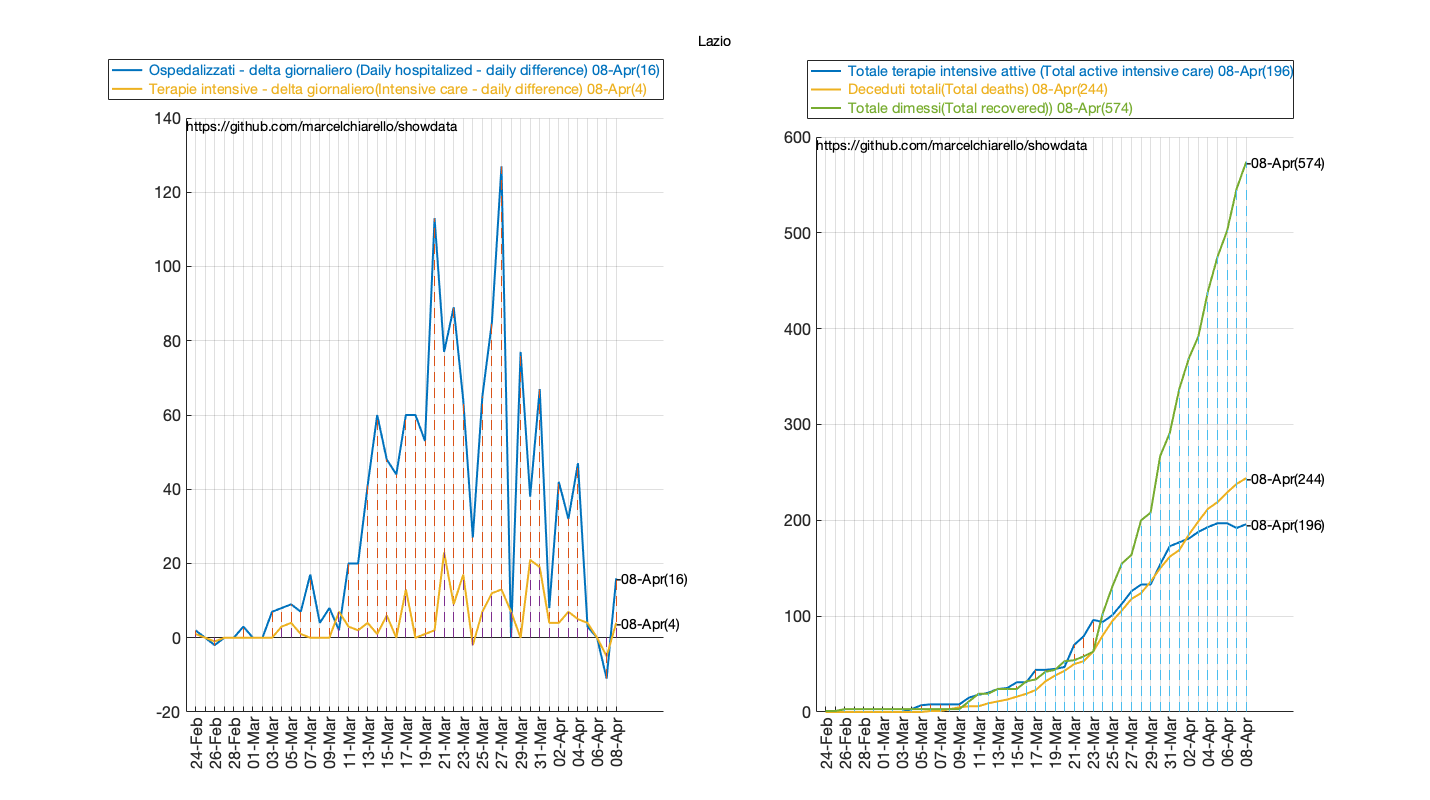 Lazio
Ospedalizzati - delta giornaliero (Daily hospitalized - daily difference) 08-Apr(16)
Terapie intensive - delta giornaliero(Intensive care - daily difference) 08-Apr(4)
https://github.com/marcelchiarello/showdata
140
120
100
80
60
40
20
0
-20
08-Apr(16)
08-Apr(4)
24-Feb
26-Feb
28-Feb
01-Mar
03-Mar
05-Mar
07-Mar
09-Mar
11-Mar
13-Mar
15-Mar
17-Mar
19-Mar
21-Mar
23-Mar
25-Mar
27-Mar
29-Mar
31-Mar
02-Apr
04-Apr
06-Apr
08-Apr
Totale terapie intensive attive (Total active intensive care) 08-Apr(196)
Deceduti totali(Total deaths) 08-Apr(244)
Totale dimessi(Total recovered)) 08-Apr(574)
https://github.com/marcelchiarello/showdata
600
500
400
300
200
100
0
08-Apr(574)
08-Apr(244)
08-Apr(196)
24-Feb
26-Feb
28-Feb
01-Mar
03-Mar
05-Mar
07-Mar
09-Mar
11-Mar
13-Mar
15-Mar
17-Mar
19-Mar
21-Mar
23-Mar
25-Mar
27-Mar
29-Mar
31-Mar
02-Apr
04-Apr
06-Apr
08-Apr